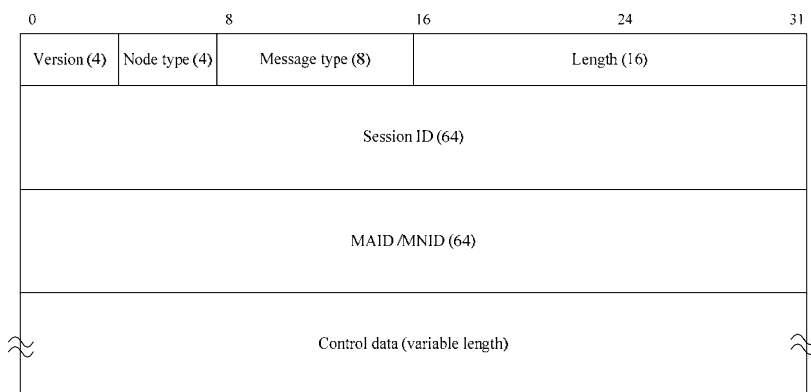 0 8 16 24 31
Version (4) Node type (4) Message type (8) Length (16)
Session ID (64)
MAID /MNID (64)
Control data (variable length)